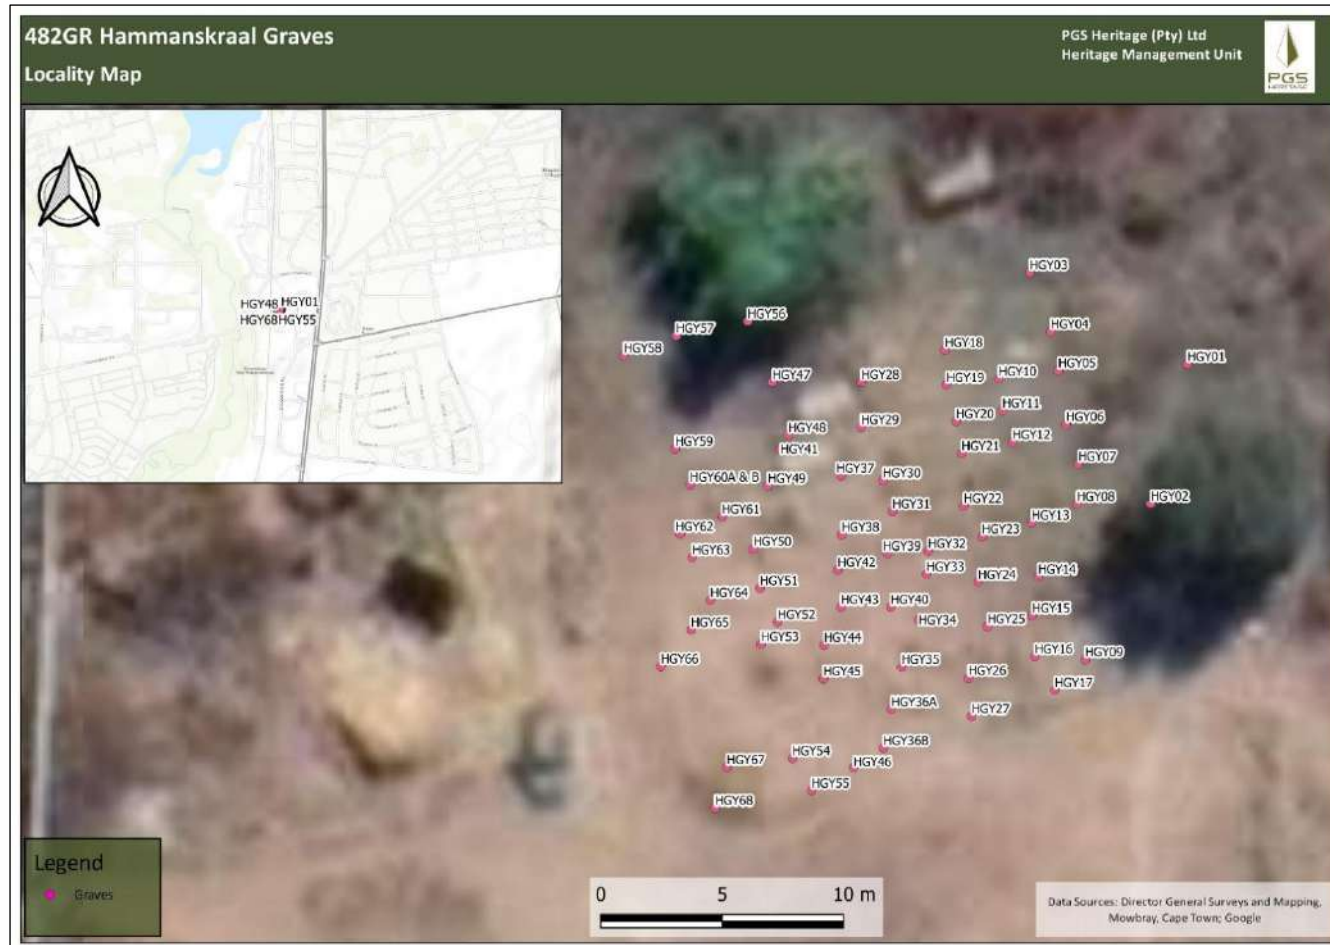 482GR Hammanskraal Graves
Locality Map
PGS Heritage (Pty) Ltd
Heritage Management Unit
PGS
HERITAGE
HGY48 HGY01
HGY68 HGY55
HGY03
HGY56
HGY57
HGY04
HGY58
HGY18
HGY01
HGY05
HGY47
HGY28
HGY10
HGY19
HGY11
HGY20
HGY06
HGY29
HGY48
HGY12
HGY59
HGY41
HGY21
HGY07
HGY37
HGY30
HGY60A & B
HGY49
HGY22
HGY08
HGY02
HGY31
HGY61
HGY13
HGY62
HGY38
HGY23
HGY50
HGY39
HGY32
HGY63
HGY42
HGY33
HGY14
HGY24
HGY51
HGY64
HGY43
HGY40
HGY52
HGY34
HGY25
HGY15
HGY65
HGY53
HGY44
HGY16
HGY09
HGY66
HGY35
HGY45
HGY26
HGY17
HGY36A
HGY27
HGY36B
HGY54
HGY67
HGY46
HGY55
HGY68
Legend
Graves
0 5 10 m
Data Sources: Director General Surveys and Mapping,
Mowbray, Cape Town; Google